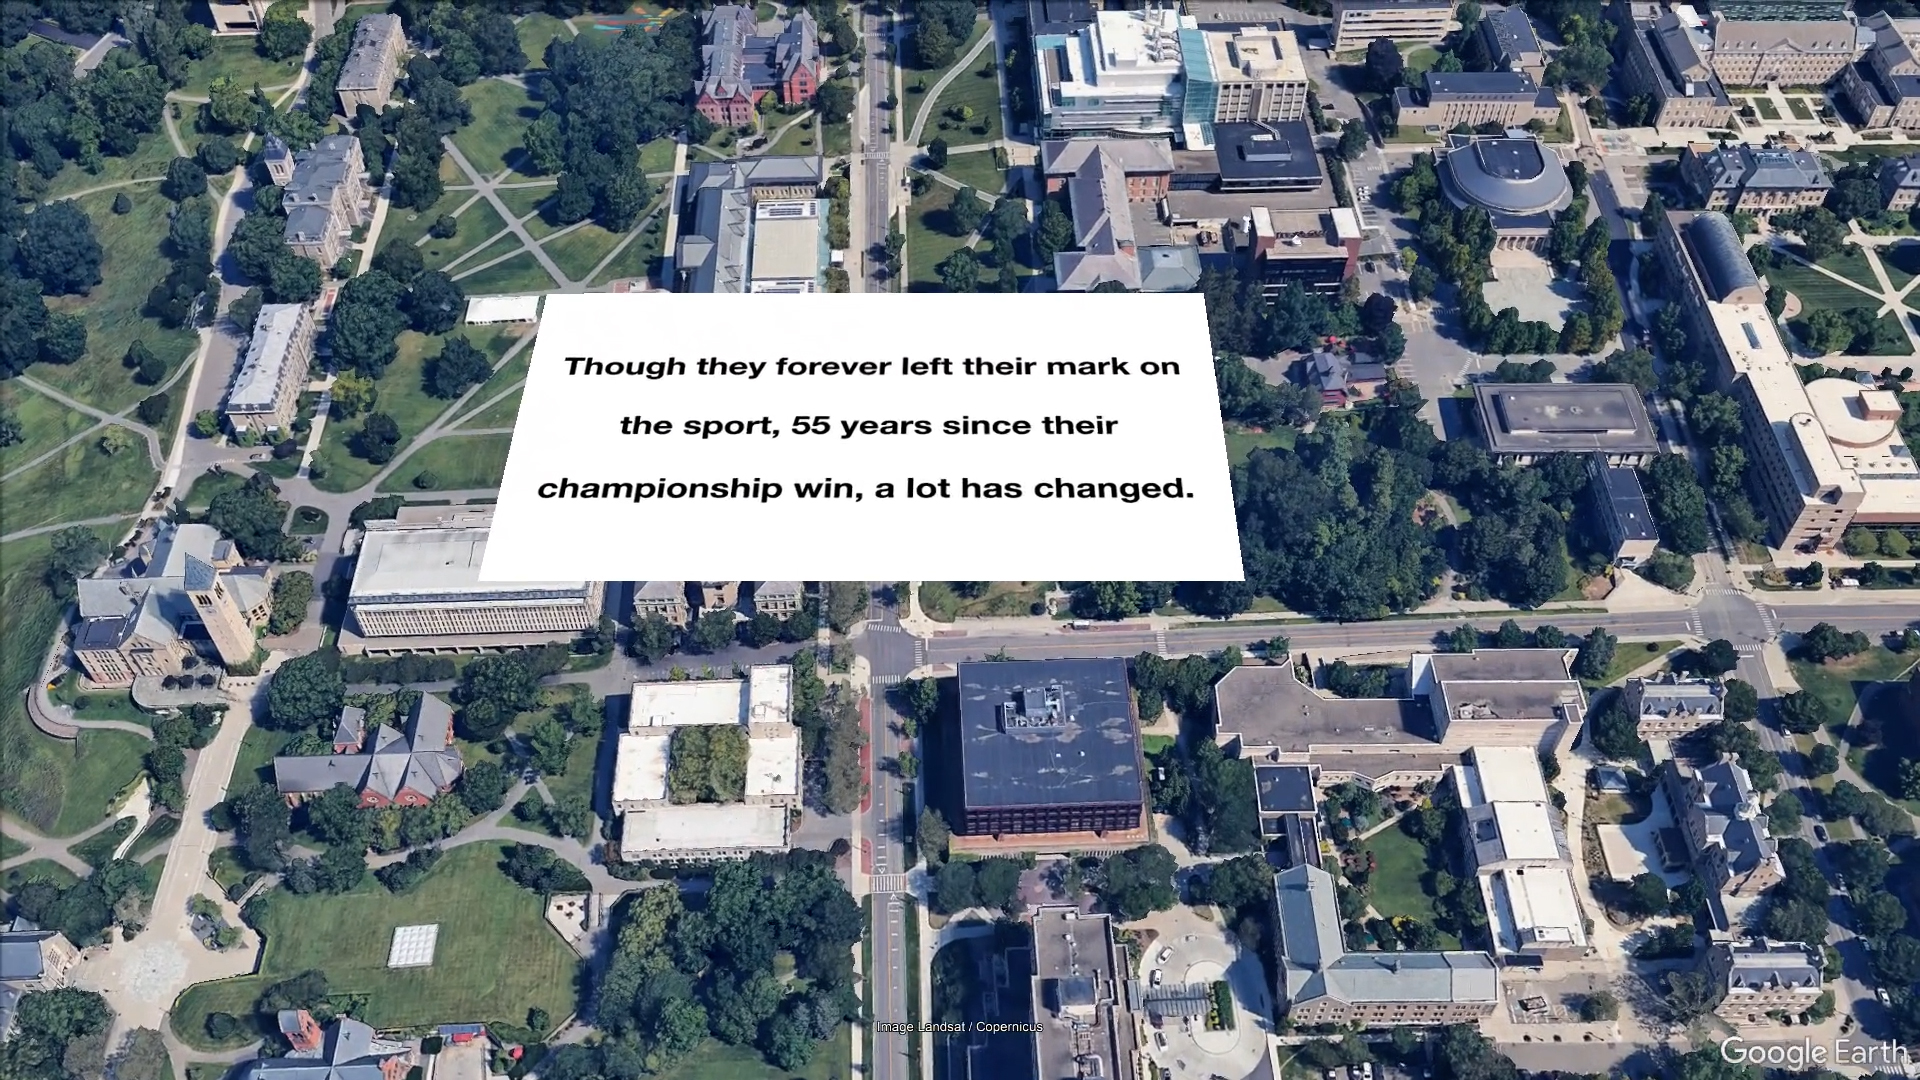 Though they forever left their mark on
the sport, 55 years since their
championship win, a lot has changed.
Image Landsat / Copernicus
Google Earth